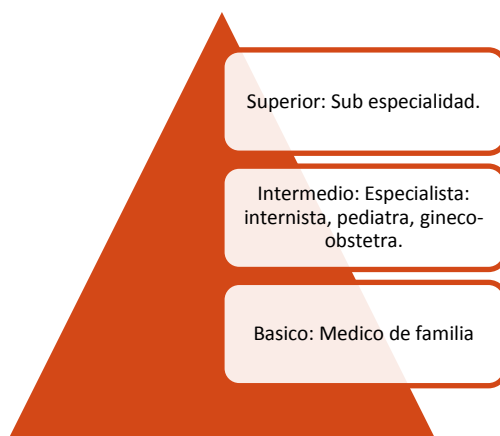 Superior: Sub especialidad.
Intermedio: Especialista:
internista, pediatra, gineco-
obstetra.
Basico: Medico de familia